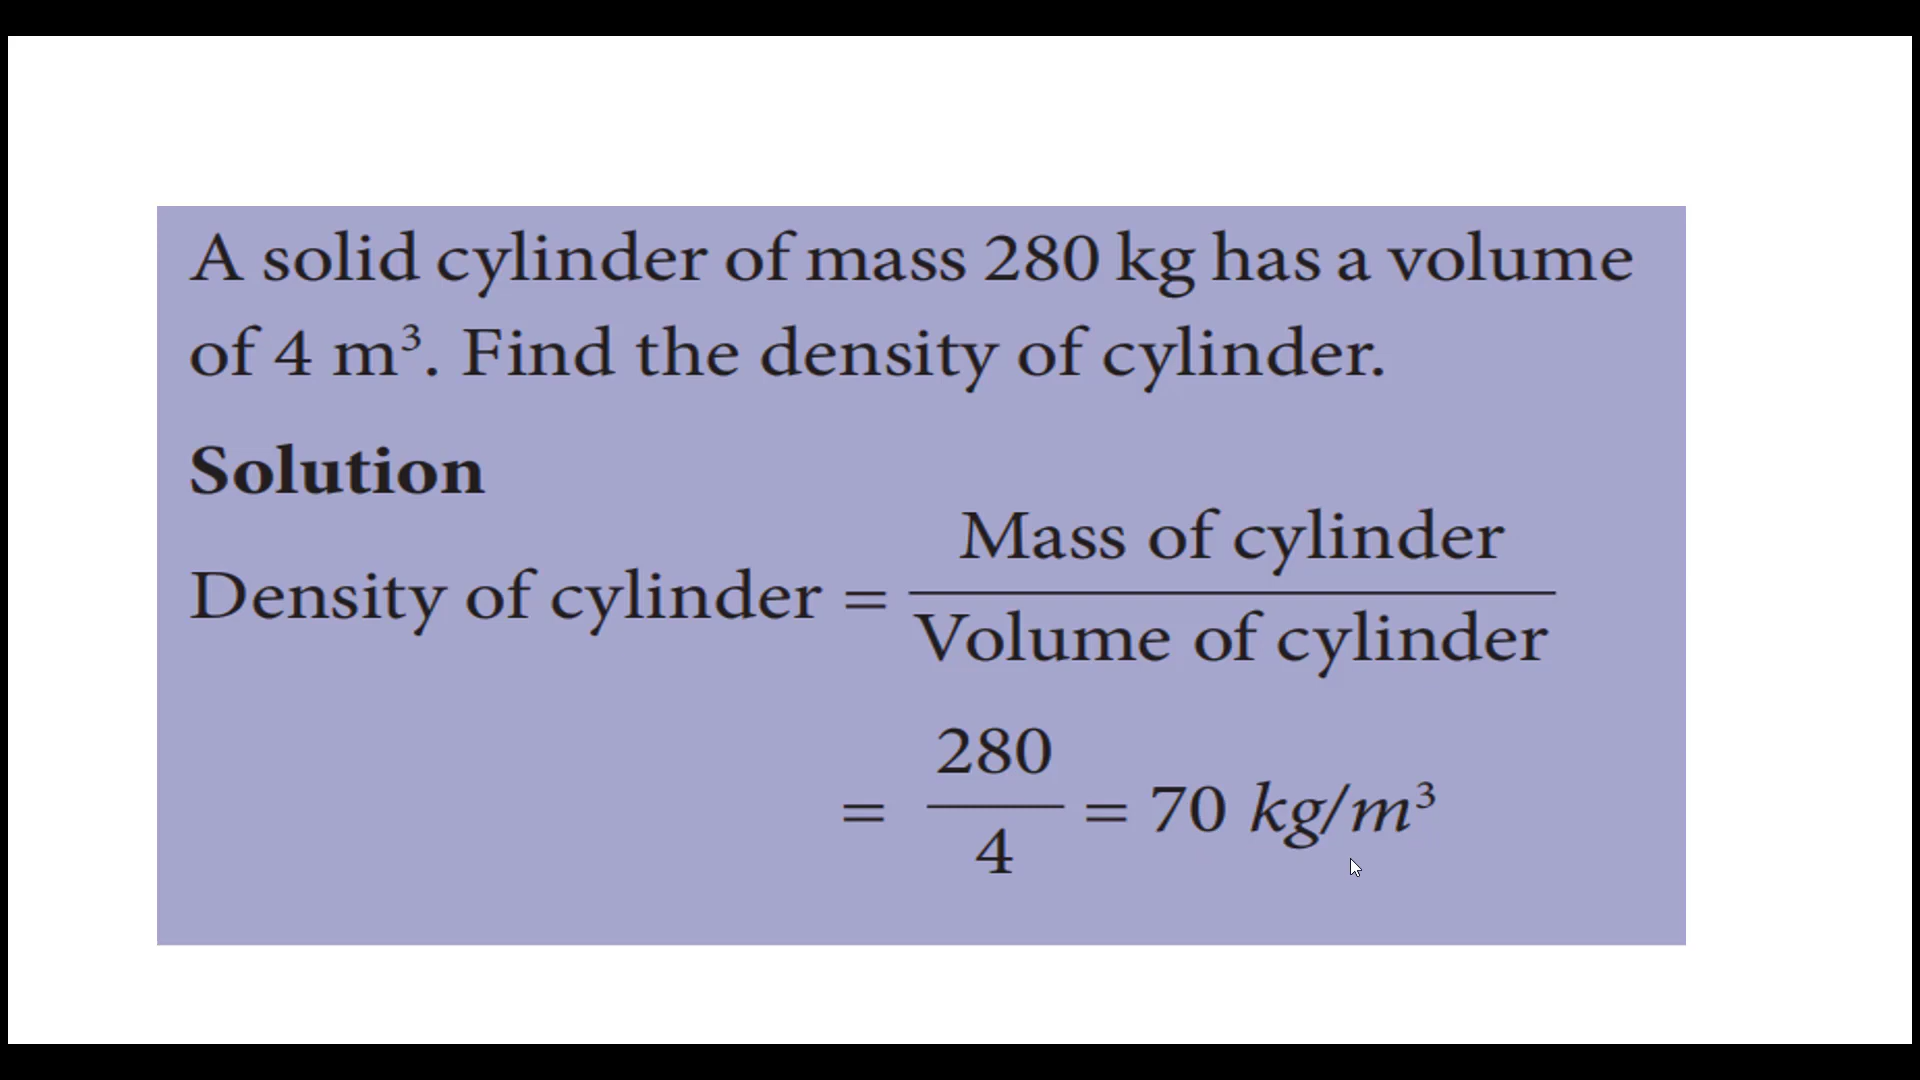 A solid cylinder of mass 280 kg has a volume
of 4 m³. Find the density of cylinder.
Solution
Density of cylinder = Mass of cylinder / Volume of cylinder
= 280 / 4 = 70 kg/m³